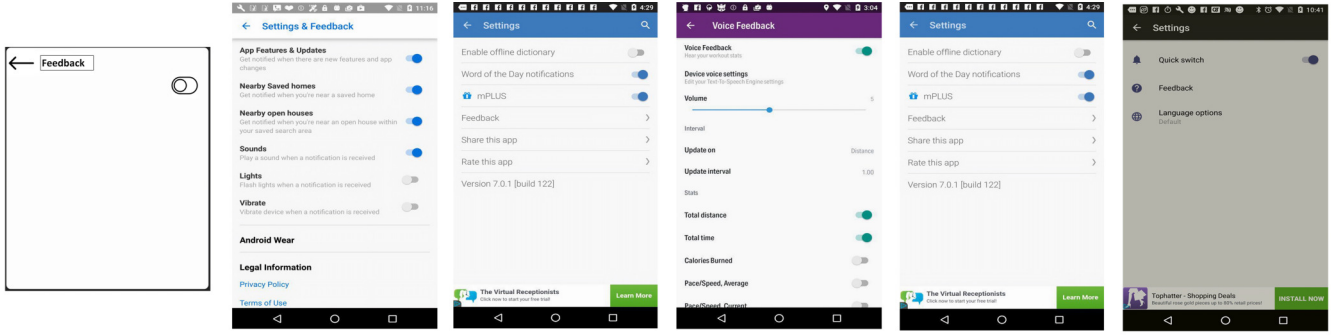 Feedback
11:16
Settings & Feedback
App Features & Updates
Get notified when there are new features and app
changes
Nearby Saved homes
Get notified when you're near a saved home
Nearby open houses
Get notified when you're near an open house within
your saved search area
Sounds
Play a sound when a notification is received
Lights
Flash lights when a notification is received
Vibrate
Vibrate device when a notification is received
Android Wear
Legal Information
Privacy Policy
Terms of Use
4:29
Settings
Enable offline dictionary
Word of the Day notifications
mPLUS
Feedback
Share this app
Rate this app
Version 7.0.1 [build 122]
The Virtual Receptionists
Click now to start your free trial!
Learn More
3:04
Voice Feedback
Voice Feedback
Hear your workout stats
Device voice settings
Edit your Text-To-Speech Engine settings
Volume
5
Interval
Update on
Distance
Update interval
1.00
Stats
Total distance
Total time
Calories Burned
Pace/Speed, Average
Pace/Speed, Current
4:29
Settings
Enable offline dictionary
Word of the Day notifications
mPLUS
Feedback
Share this app
Rate this app
Version 7.0.1 [build 122]
The Virtual Receptionists
Click now to start your free trial!
Learn More
10:41
Settings
Quick switch
Feedback
Language options
Default
Tophatter - Shopping Deals
Beautiful rose gold pieces up to 80% retail prices!
INSTALL NOW